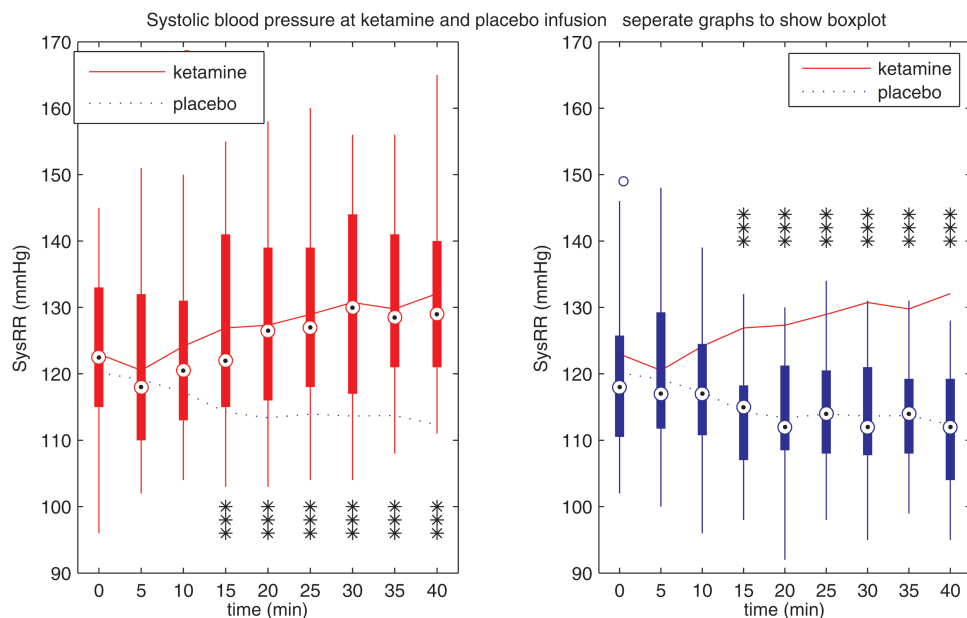 Systolic blood pressure at ketamine and placebo infusion   seperate graphs to show boxplot
170
160
150
140
130
120
110
100
90
SysRR (mmHg)
ketamine
placebo
0 5 10 15 20 25 30 35 40
time (min)
170
160
150
140
130
120
110
100
90
SysRR (mmHg)
ketamine
placebo
0 5 10 15 20 25 30 35 40
time (min)